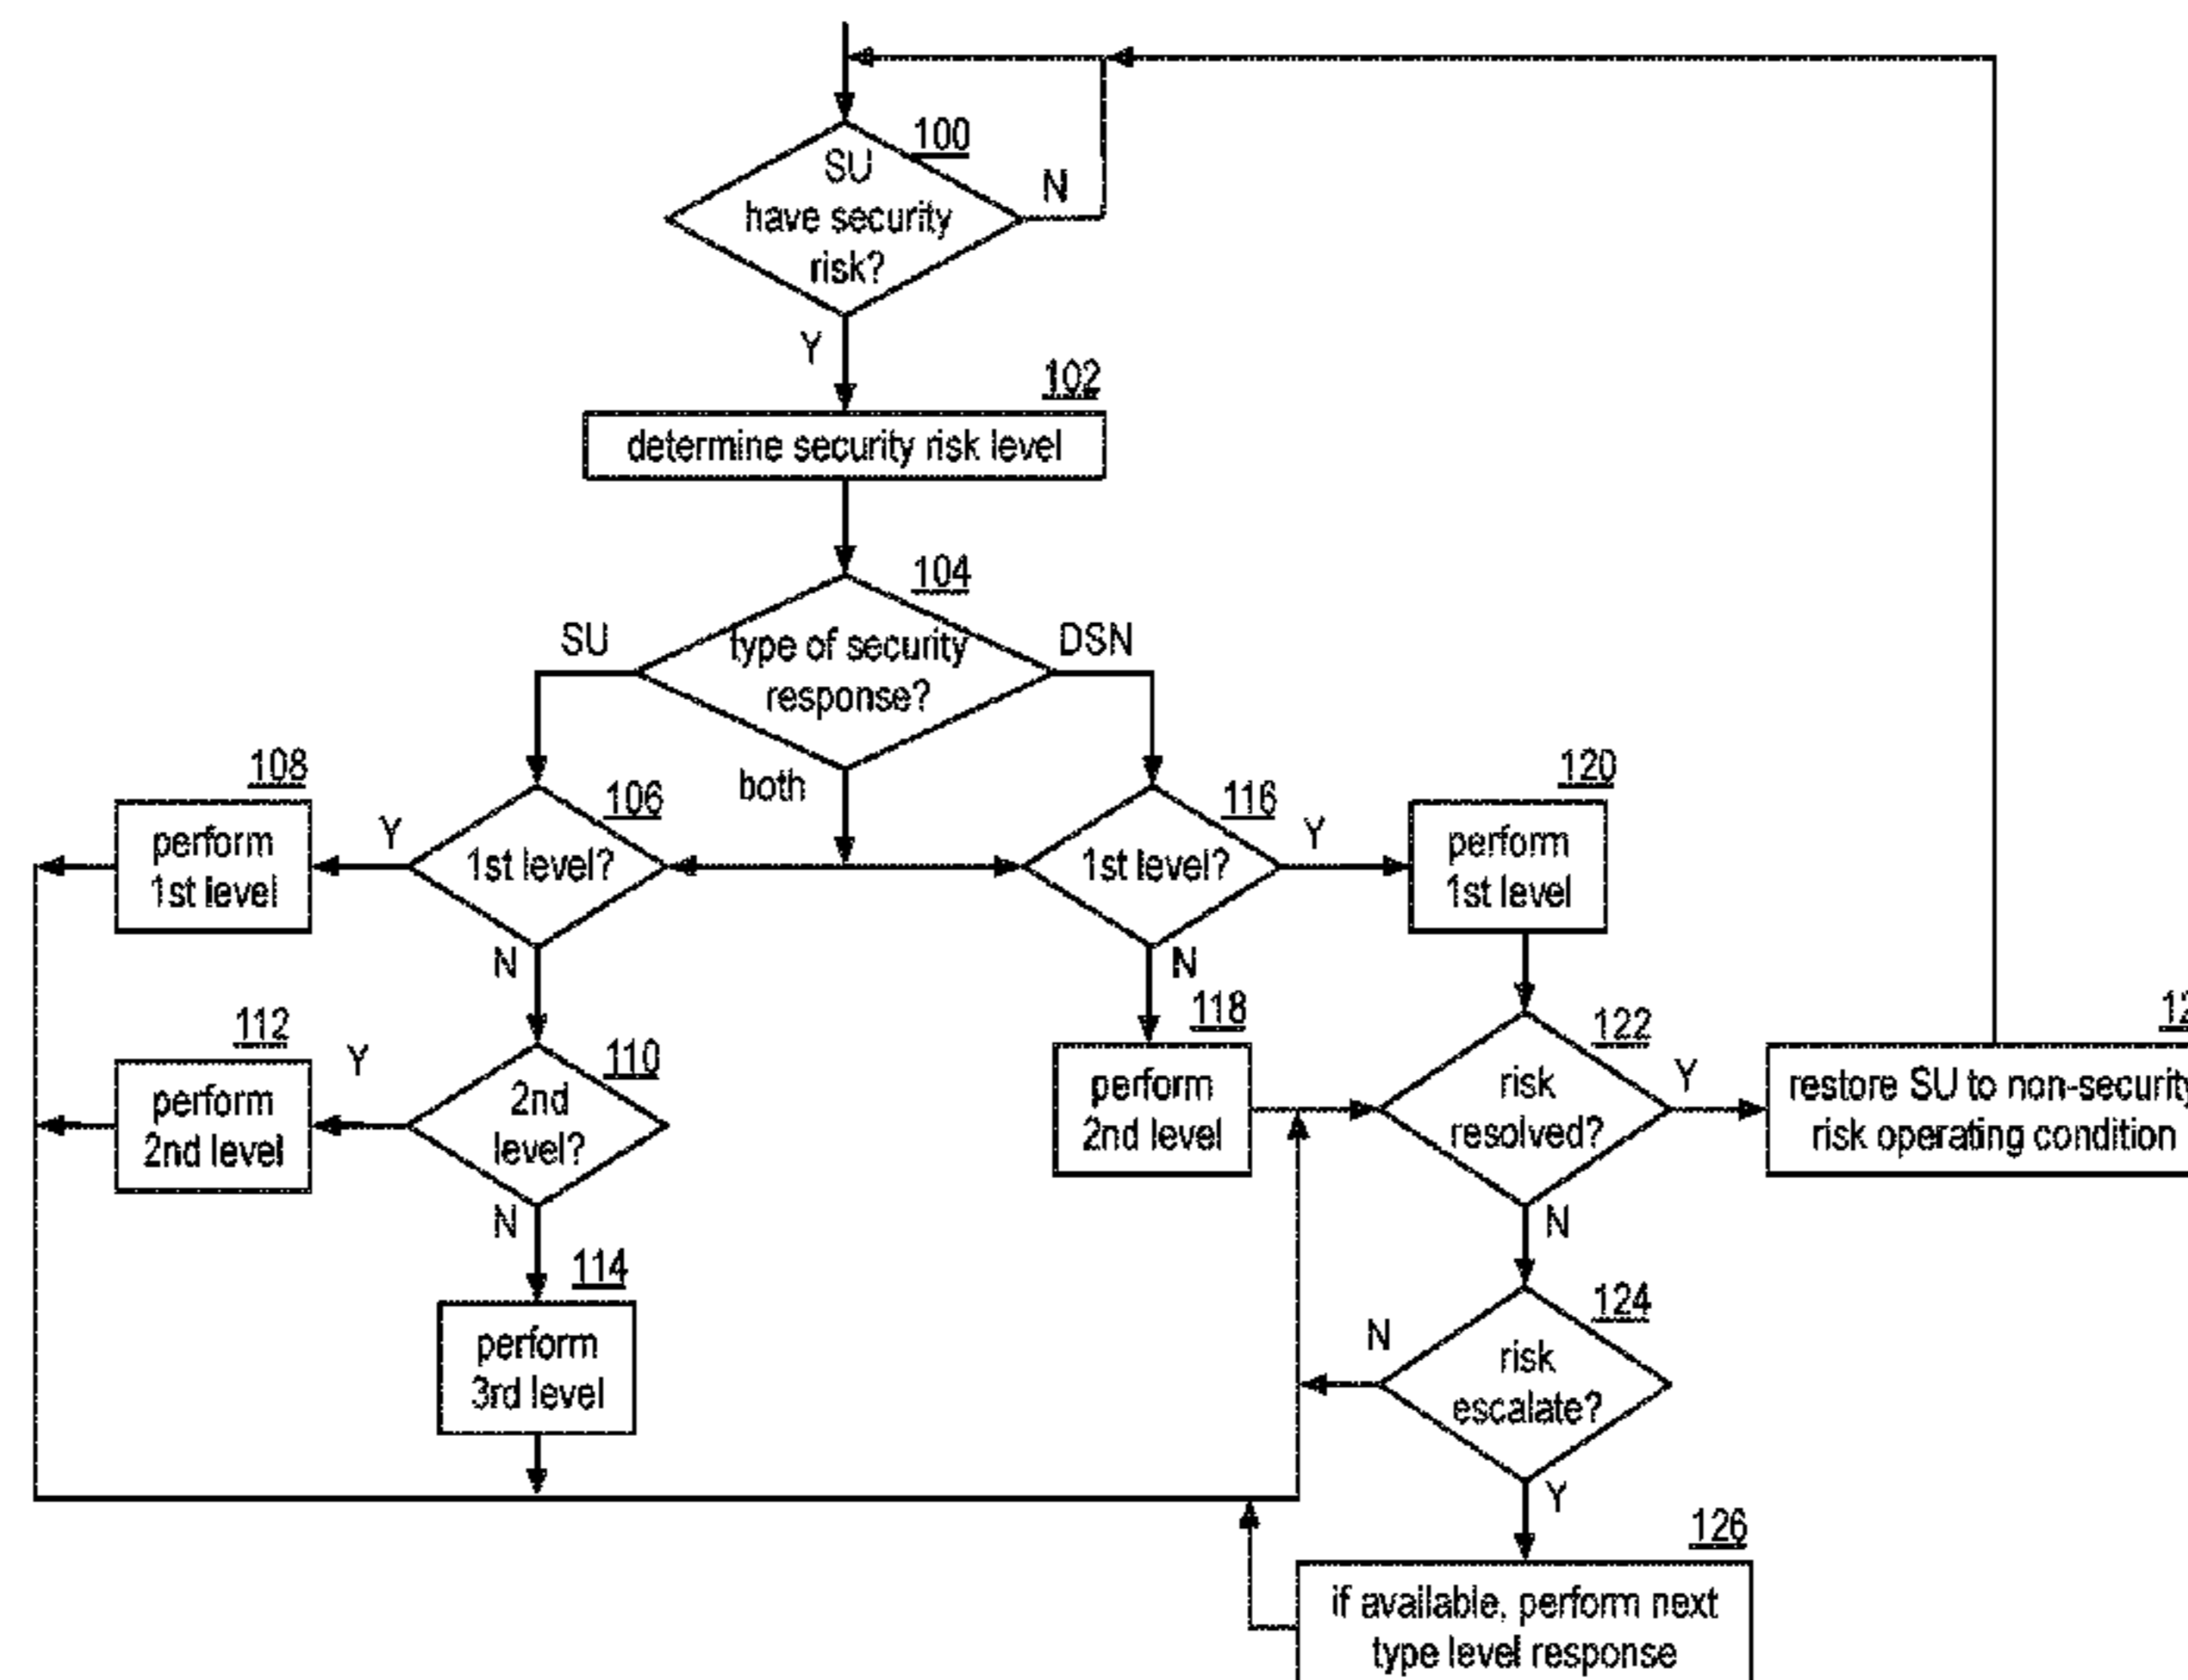 100
SU
have security
risk?
N
Y
102
determine security risk level
104
SU
type of security
response?
DSN
both
108
perform
1st level
Y
106
1st level?
N
116
1st level?
Y
N
120
perform
1st level
112
perform
2nd level
Y
110
2nd
level?
N
118
perform
2nd level
122
risk
resolved?
Y
N
restore SU to non-security
risk operating condition
114
perform
3rd level
124
N
risk
escalate?
Y
126
if available, perform next
type level response